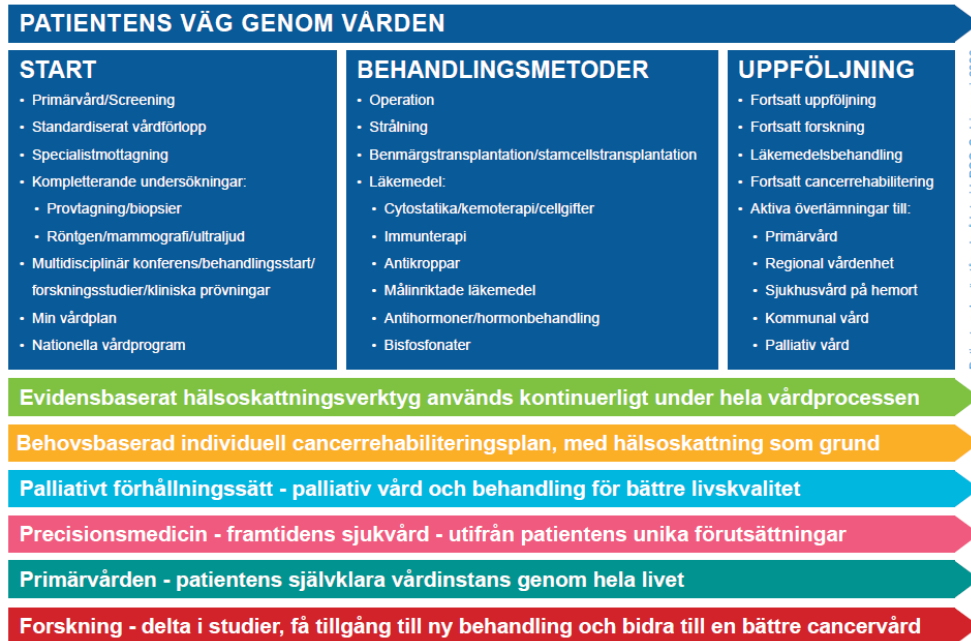 PATIENTENS VÄG GENOM VÅRDEN
START
• Primärvård/Screening
• Standardiserat vårdförlopp
• Specialistmottagning
• Kompletterande undersökningar:
• Provtagning/biopsier
• Röntgen/mammografi/ultraljud
• Multidisciplinär konferens/behandlingsstart/
forskningsstudier/kliniska prövningar
• Min vårdplan
• Nationella vårdprogram
BEHANDLINGSMETODER
• Operation
• Strålning
• Benmärgstransplantation/stamcellstransplantation
• Läkemedel:
• Cytostatika/kemoterapi/cellgifter
• Immunterapi
• Antikroppar
• Målinriktade läkemedel
• Antihormoner/hormonbehandling
• Bisfosfonater
UPPFÖLJNING
• Fortsatt uppföljning
• Fortsatt forskning
• Läkemedelsbehandling
• Fortsatt cancerrehabilitering
• Aktiva överlämningar till:
• Primärvård
• Regional vårdenhet
• Sjukhusvård på hemort
• Kommunal vård
• Palliativ vård
Evidensbaserat hälsoskattningsverktyg används kontinuerligt under hela vårdprocessen
Behovsbaserad individuell cancerrehabiliteringsplan, med hälsoskattning som grund
Palliativt förhållningssätt - palliativ vård och behandling för bättre livskvalitet
Precisionsmedicin - framtidens sjukvård - utifrån patientens unika förutsättningar
Primärvården - patientens självklara vårdinstans genom hela livet
Forskning - delta i studier, få tillgång till ny behandling och bidra till en bättre cancervård